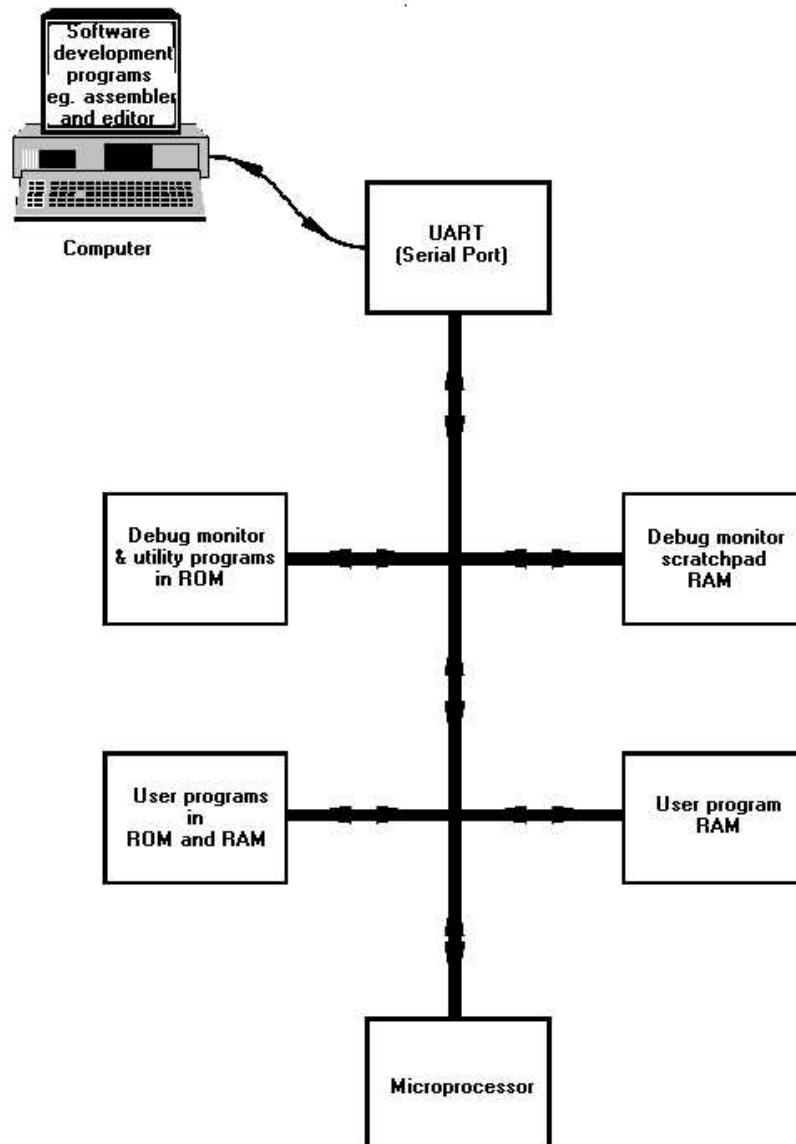 Software
development
programs
eg. assembler
and editor
Computer
UART
(Serial Port)
Debug monitor
& utility programs
in ROM
Debug monitor
scratchpad
RAM
User programs
in
ROM and RAM
User program
RAM
Microprocessor